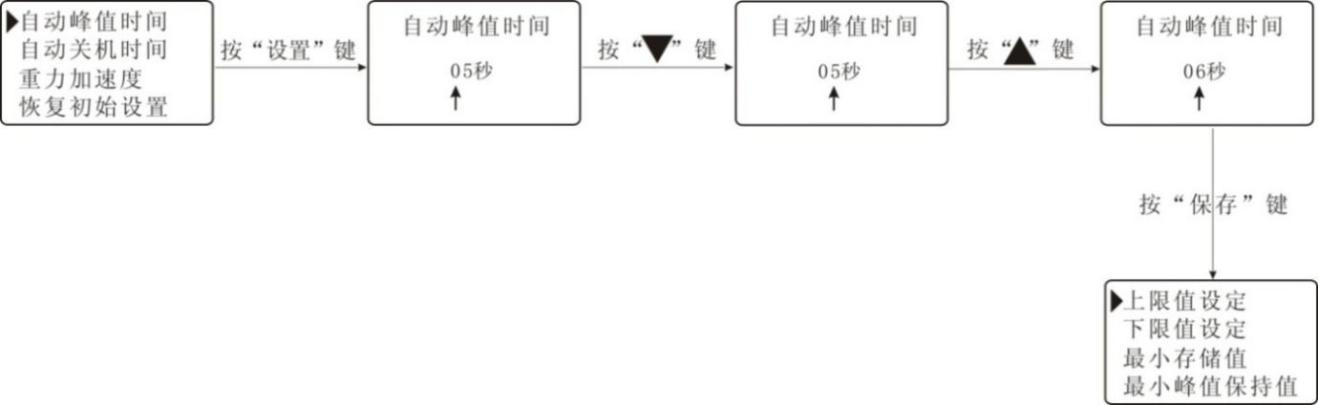 ▶自动峰值时间
自动关机时间
重力加速度
恢复初始设置
按“设置”键
自动峰值时间
05秒
↑
按“▼”键
自动峰值时间
05秒
↑
按“▲”键
自动峰值时间
06秒
↑
按“保存”键
▶上限值设定
下限值设定
最小存储值
最小峰值保持值